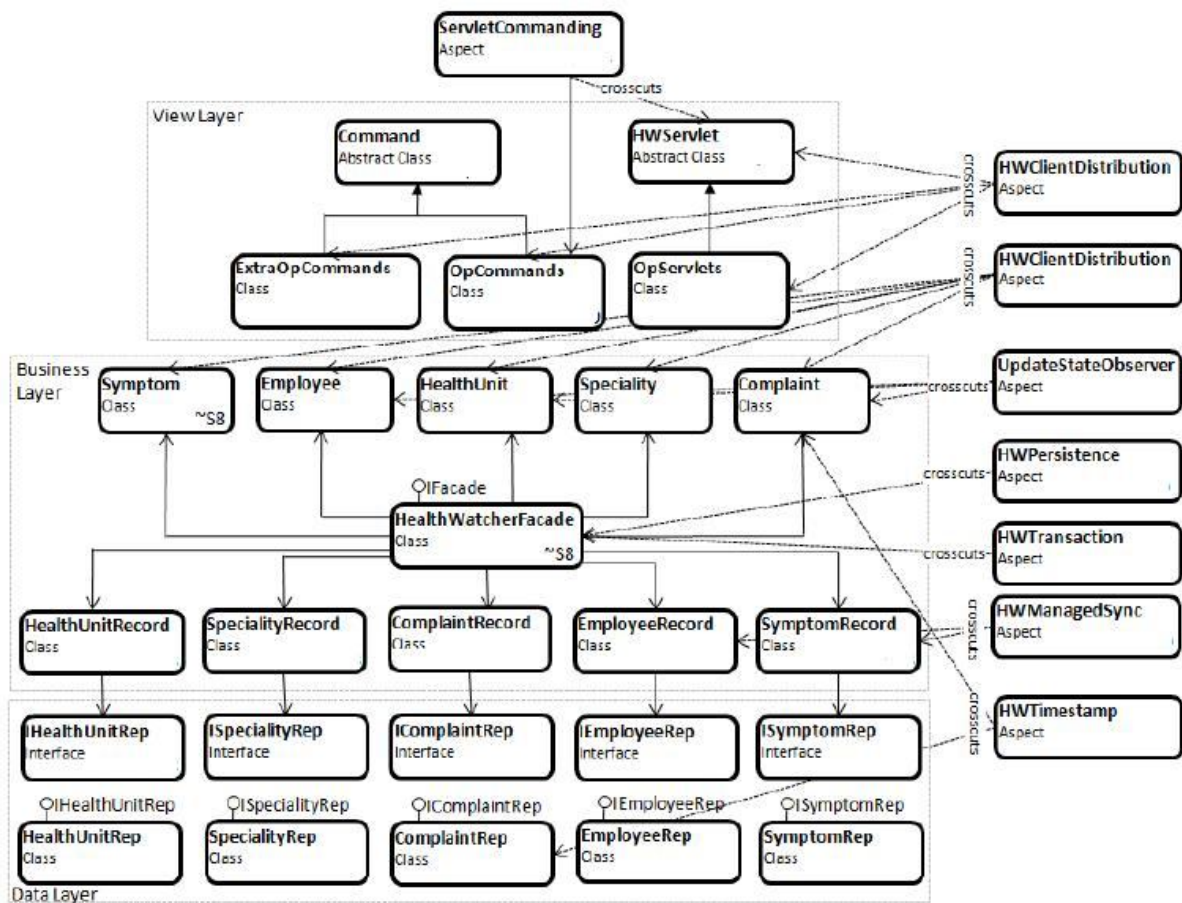 ServletCommanding
Aspect
crosscuts
View Layer
Command
Abstract Class
HWServlet
Abstract Class
crosscuts
crosscuts
HWClientDistribution
Aspect
ExtraOpCommands
Class
OpCommands
Class
OpServlets
Class
crosscuts
crosscuts
HWClientDistribution
Aspect
Business
Layer
Symptom
Class
~S8
Employee
Class
HealthUnit
Class
Speciality
Class
Complaint
Class
crosscuts
UpdateStateObserver
Aspect
IFacade
HealthWatcherFacade
Class
~S8
crosscuts
HWPersistence
Aspect
crosscuts
HWTransaction
Aspect
HealthUnitRecord
Class
SpecialityRecord
Class
ComplaintRecord
Class
EmployeeRecord
Class
SymptomRecord
Class
crosscuts
crosscuts
HWManagedSync
Aspect
IHealthUnitRep
Interface
ISpecialityRep
Interface
IComplaintRep
Interface
IEmployeeRep
Interface
ISymptomRep
Interface
crosscuts
crosscuts
HWTimestamp
Aspect
IHealthUnitRep
HealthUnitRep
Class
ISpecialityRep
SpecialityRep
Class
IComplaintRep
ComplaintRep
Class
IEmployeeRep
EmployeeRep
Class
ISymptomRep
SymptomRep
Class
Data Layer